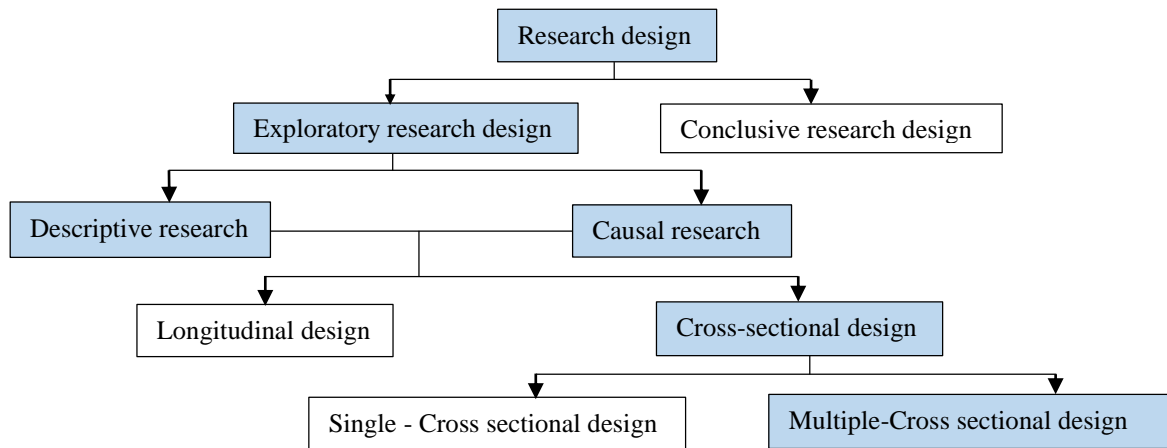 Research design
Exploratory research design
Conclusive research design
Descriptive research
Causal research
Longitudinal design
Cross-sectional design
Single - Cross sectional design
Multiple-Cross sectional design